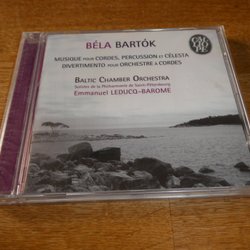 BÉLA BARTÓK
CALLIOPE
MUSIQUE POUR CORDES, PERCUSSION ET CÉLESTA
DIVERTIMENTO POUR ORCHESTRE À CORDES
BALTIC CHAMBER ORCHESTRA
Solistes de la Philharmonie de Saint-Pétersbourg
EMMANUEL LEDUCQ-BAROME